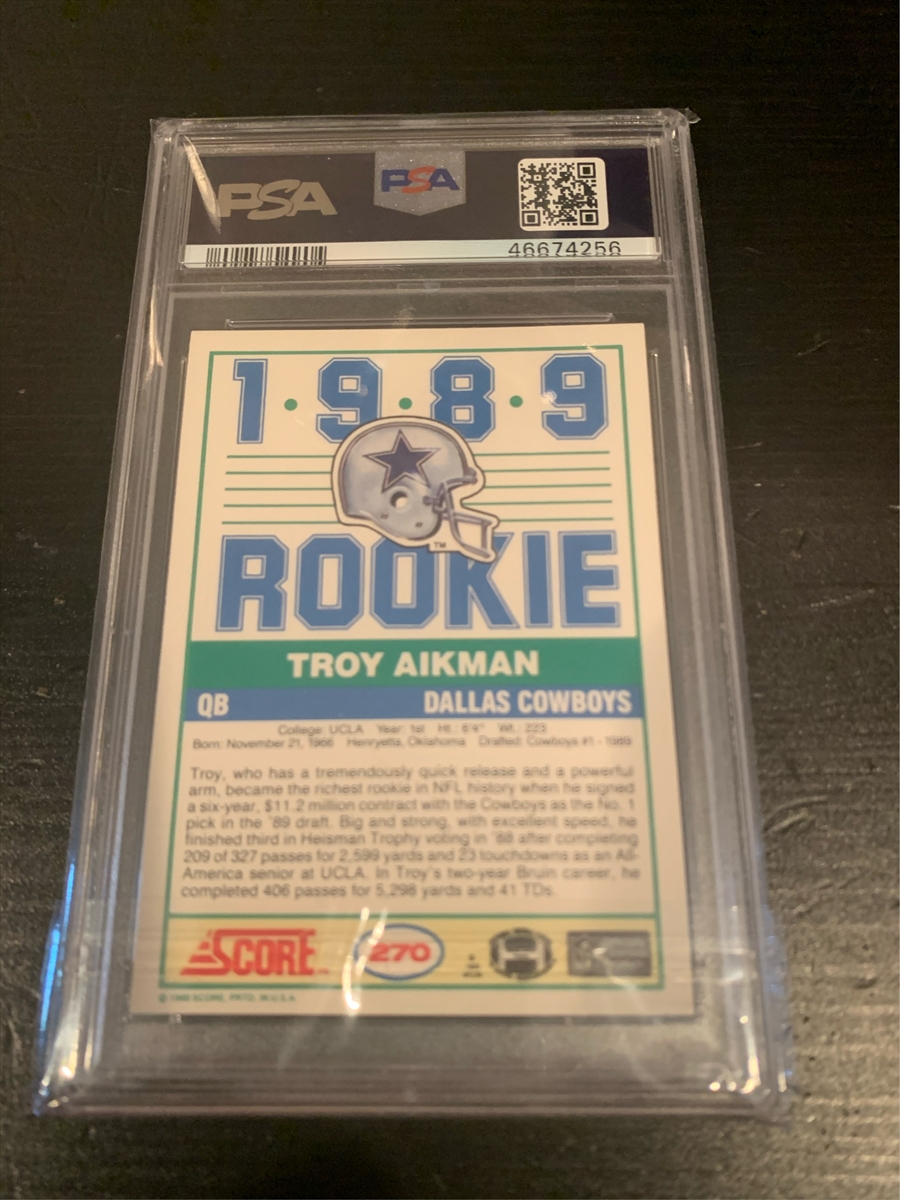 PSA PSA
46674256
1·9·8·9
TM
ROOKIE
TROY AIKMAN
QB DALLAS COWBOYS
College: UCLA Year: 1st Ht.: 6'4" Wt.: 223
Born: November 21, 1966 Henryetta, Oklahoma Drafted: Cowboys #1 - 1989
Troy, who has a tremendously quick release and a powerful
arm, became the richest rookie in NFL history when he signed
a six-year, $11.2 million contract with the Cowboys as the No. 1
pick in the '89 draft. Big and strong, with excellent speed, he
finished third in Heisman Trophy voting in '88 after completing
209 of 327 passes for 2,599 yards and 23 touchdowns as an All-
America senior at UCLA. In Troy's two-year Bruin career, he
completed 406 passes for 5,298 yards and 41 TDs.
SCORE 270
© 1989 SCORE, PRTD. IN U.S.A.